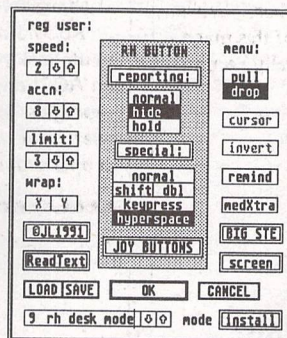 reg user:
speed:
2
accn:
8
limit:
3
wrap:
X Y
©JL1991
ReadText
RH BUTTON
reporting:
normal
hide
hold
special:
normal
shift dbl
keypress
hyperspace
JOY BUTTONS
menu:
pull
drop
cursor
invert
remind
medXtra
BIG STE
screen
LOAD SAVE OK CANCEL
9 rh desk mode mode install